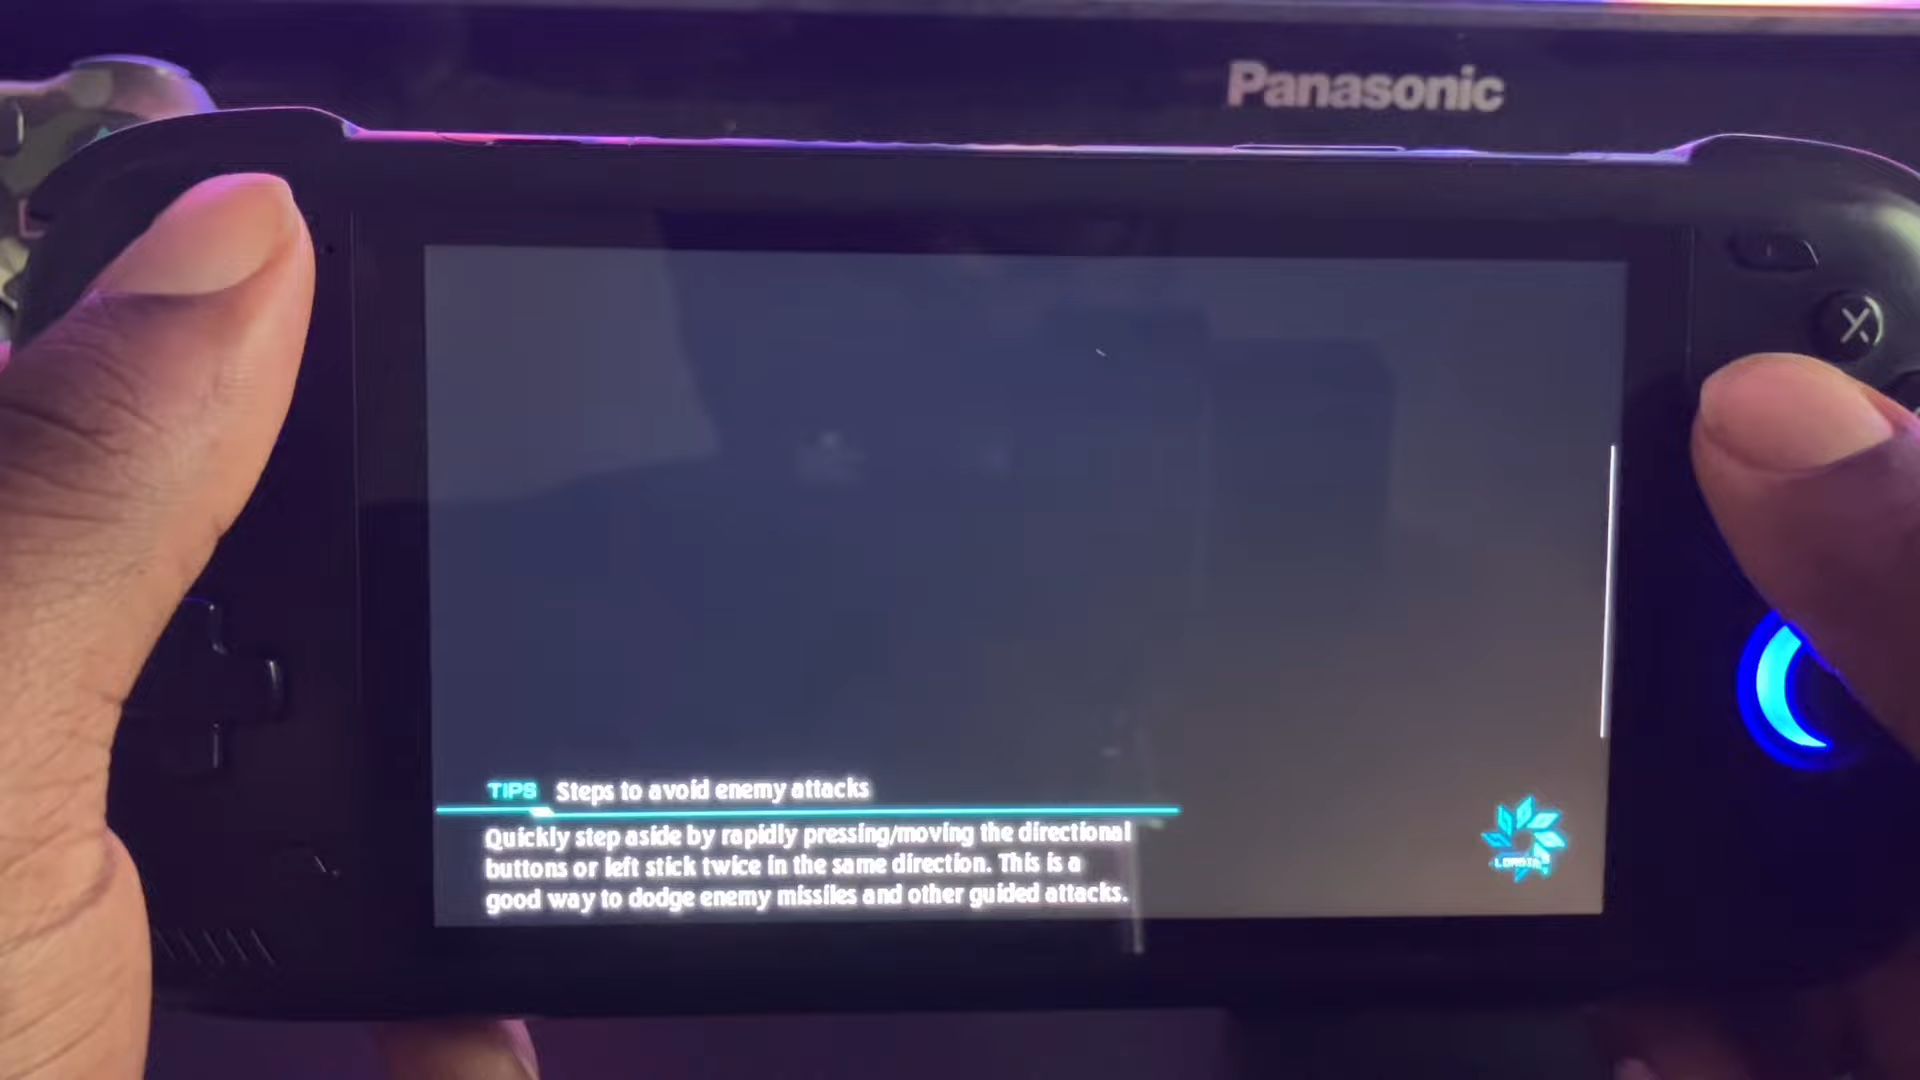 Panasonic
X
TIPS Steps to avoid enemy attacks
Quickly step aside by rapidly pressing/moving the directional
buttons or left stick twice in the same direction. This is a
good way to dodge enemy missiles and other guided attacks.